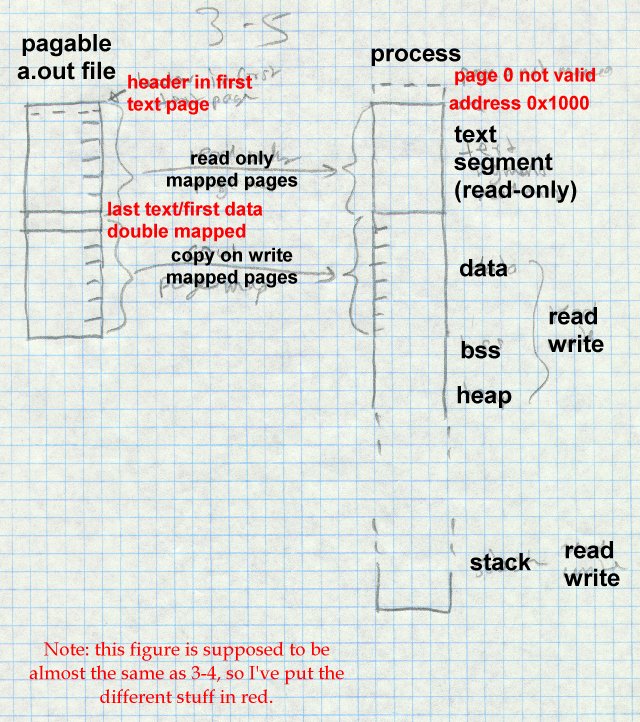 3-5
pagable
a.out file
process
header in first
text page
page 0 not valid
address 0x1000
text
segment
(read-only)
read only
mapped pages
last text/first data
double mapped
copy on write
mapped pages
data
read
write
bss
heap
stack
read
write
Note: this figure is supposed to be
almost the same as 3-4, so I've put the
different stuff in red.